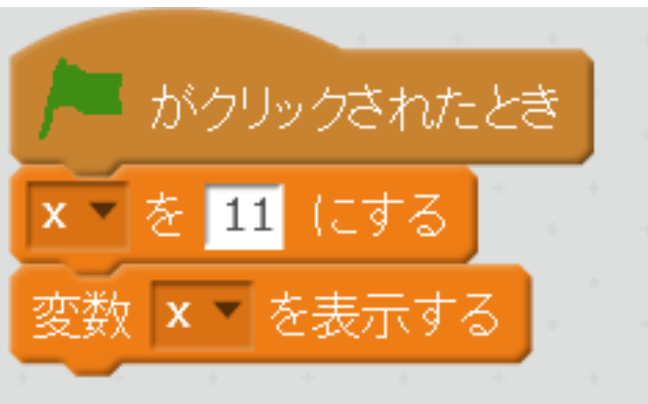 がクリックされたとき
x を 11 にする
変数 x を表示する